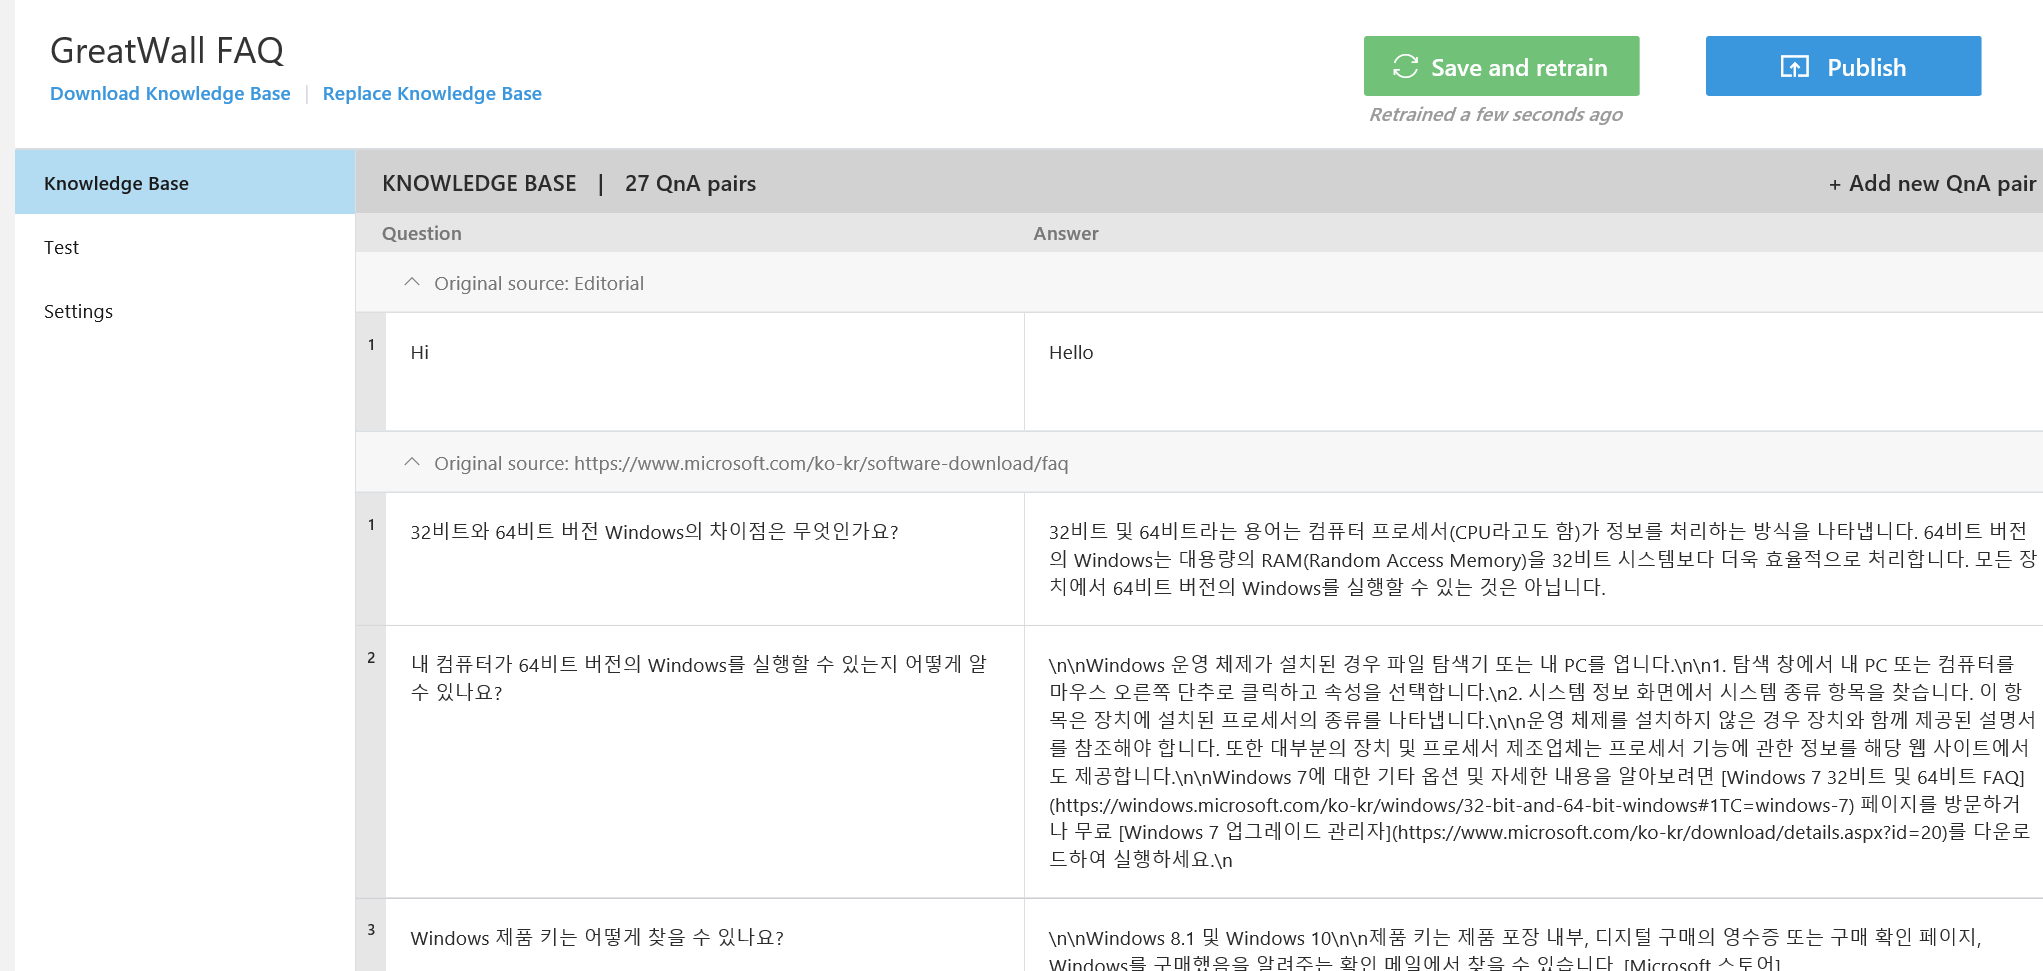 GreatWall FAQ
Download Knowledge Base | Replace Knowledge Base
Save and retrain
Publish
Retrained a few seconds ago
Knowledge Base
Test
Settings
KNOWLEDGE BASE | 27 QnA pairs
+ Add new QnA pair
Question
Answer
Original source: Editorial
1
Hi
Hello
Original source: https://www.microsoft.com/ko-kr/software-download/faq
1
32비트와 64비트 버전 Windows의 차이점은 무엇인가요?
32비트 및 64비트라는 용어는 컴퓨터 프로세서(CPU라고도 함)가 정보를 처리하는 방식을 나타냅니다. 64비트 버전
의 Windows는 대용량의 RAM(Random Access Memory)을 32비트 시스템보다 더욱 효율적으로 처리합니다. 모든 장
치에서 64비트 버전의 Windows를 실행할 수 있는 것은 아닙니다.
2
내 컴퓨터가 64비트 버전의 Windows를 실행할 수 있는지 어떻게 알
수 있나요?
\n\nWindows 운영 체제가 설치된 경우 파일 탐색기 또는 내 PC를 엽니다.\n\n1. 탐색 창에서 내 PC 또는 컴퓨터를
마우스 오른쪽 단추로 클릭하고 속성을 선택합니다.\n2. 시스템 정보 화면에서 시스템 종류 항목을 찾습니다. 이 항
목은 장치에 설치된 프로세서의 종류를 나타냅니다.\n\n운영 체제를 설치하지 않은 경우 장치와 함께 제공된 설명서
를 참조해야 합니다. 또한 대부분의 장치 및 프로세서 제조업체는 프로세서 기능에 관한 정보를 해당 웹 사이트에서
도 제공합니다.\n\nWindows 7에 대한 기타 옵션 및 자세한 내용을 알아보려면 [Windows 7 32비트 및 64비트 FAQ]
(https://windows.microsoft.com/ko-kr/windows/32-bit-and-64-bit-windows#1TC=windows-7) 페이지를 방문하거
나 무료 [Windows 7 업그레이드 관리자](https://www.microsoft.com/ko-kr/download/details.aspx?id=20)를 다운로
드하여 실행하세요.\n
3
Windows 제품 키는 어떻게 찾을 수 있나요?
\n\nWindows 8.1 및 Windows 10\n\n제품 키는 제품 포장 내부, 디지털 구매의 영수증 또는 구매 확인 페이지,
Windows를 구매했음을 알려주는 확인 메일에서 찾을 수 있습니다. [Microsoft 스토어]